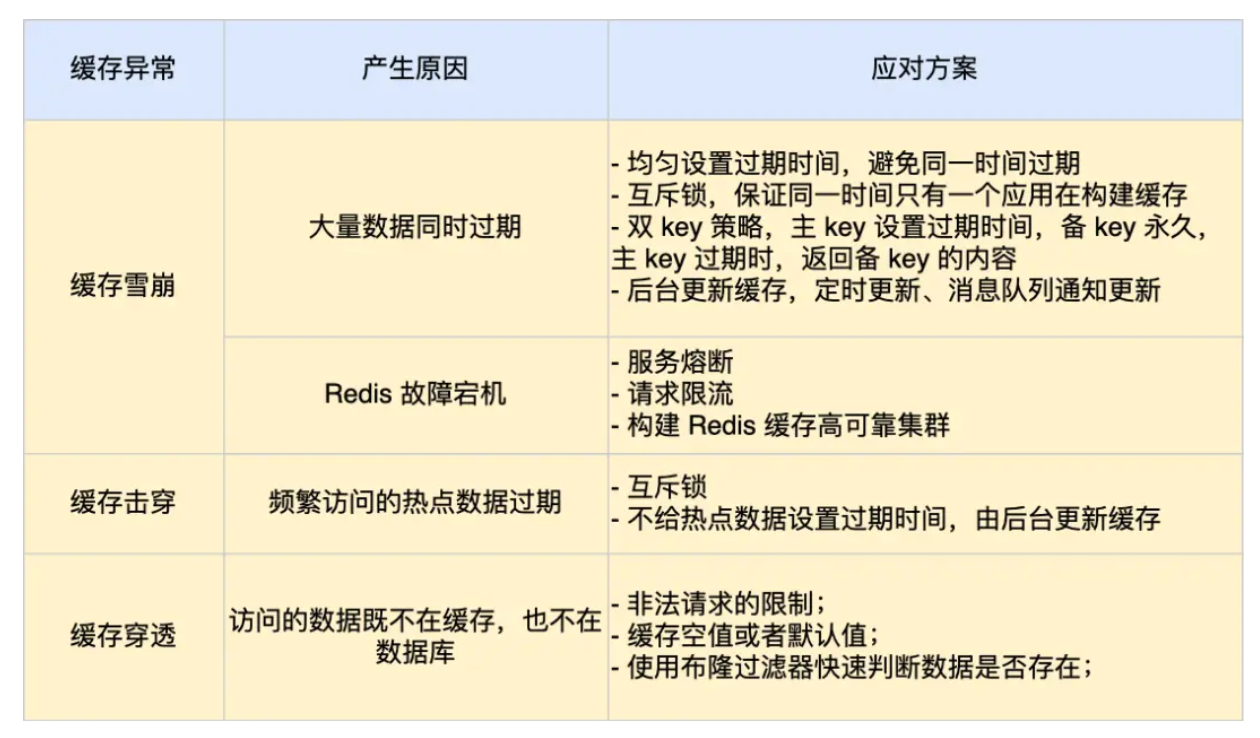 缓存异常
产生原因
应对方案
缓存雪崩
大量数据同时过期
- 均匀设置过期时间，避免同一时间过期
- 互斥锁，保证同一时间只有一个应用在构建缓存
- 双 key 策略，主 key 设置过期时间，备 key 永久，
主 key 过期时，返回备 key 的内容
- 后台更新缓存，定时更新、消息队列通知更新
Redis 故障宕机
- 服务熔断
- 请求限流
- 构建 Redis 缓存高可靠集群
缓存击穿
频繁访问的热点数据过期
- 互斥锁
- 不给热点数据设置过期时间，由后台更新缓存
缓存穿透
访问的数据既不在缓存，也不在
数据库
- 非法请求的限制；
- 缓存空值或者默认值；
- 使用布隆过滤器快速判断数据是否存在；